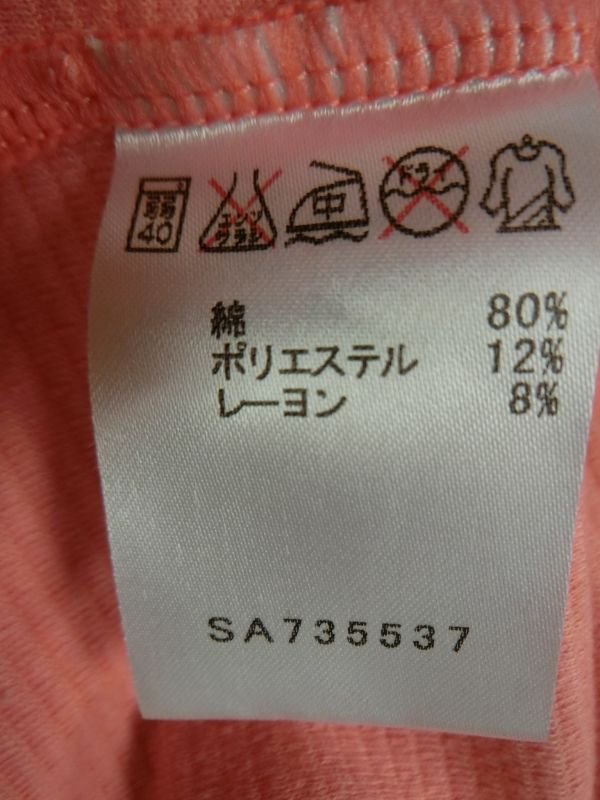 弱 40 エンソ サラシ 中 ドライ
綿 80%
ポリエステル 12%
レーヨン 8%
SA735537